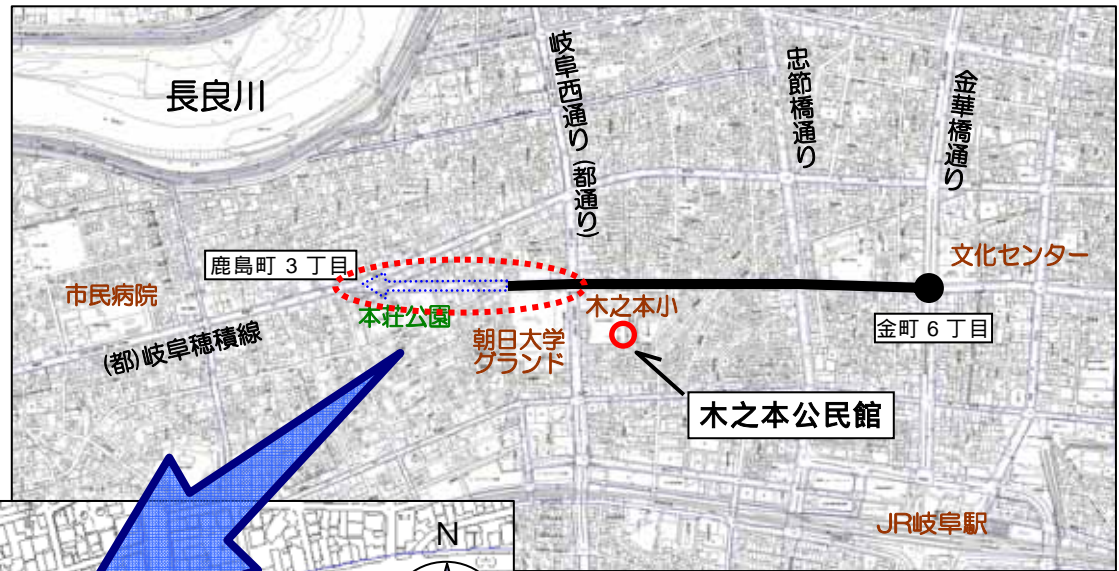 長良川
岐阜西通り(都通り)
忠節橋通り
金華橋通り
鹿島町3丁目
市民病院
(都)岐阜穂積線
本荘公園
朝日大学
グランド
木之本小
文化センター
金町6丁目
木之本公民館
JR岐阜駅
N